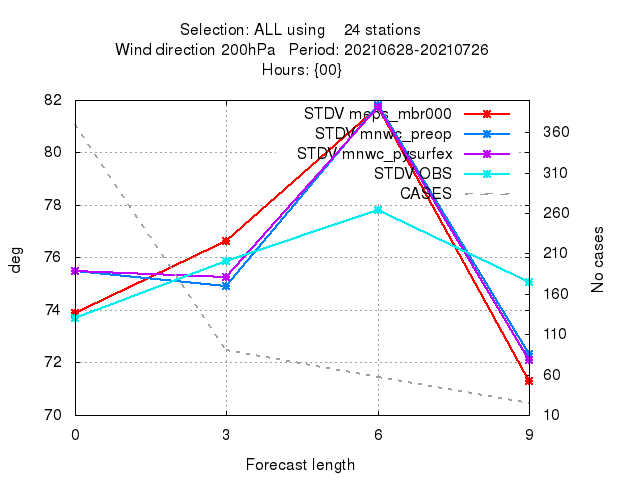 Selection: ALL using    24 stations
Wind direction 200hPa   Period: 20210628-20210726
Hours: {00}
82
80
78
76
74
72
70
deg
STDV meps_mbr000
STDV mnwc_preop
STDV mnwc_pysurfex
STDV OBS
CASES
360
310
260
210
160
110
60
10
No cases
0 3 6 9
Forecast length